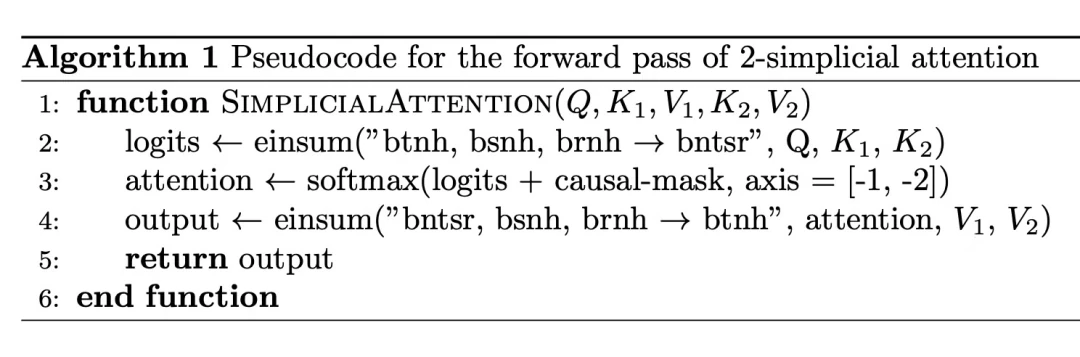 Algorithm 1 Pseudocode for the forward pass of 2-simplicial attention
1: function SIMPLICIALATTENTION(Q, K₁, V₁, K₂, V₂)
2: logits ← einsum(”btnh, bsnh, brnh → bntsr”, Q, K₁, K₂)
3: attention ← softmax(logits + causal-mask, axis = [-1, -2])
4: output ← einsum(”bntsr, bsnh, brnh → btnh”, attention, V₁, V₂)
5: return output
6: end function